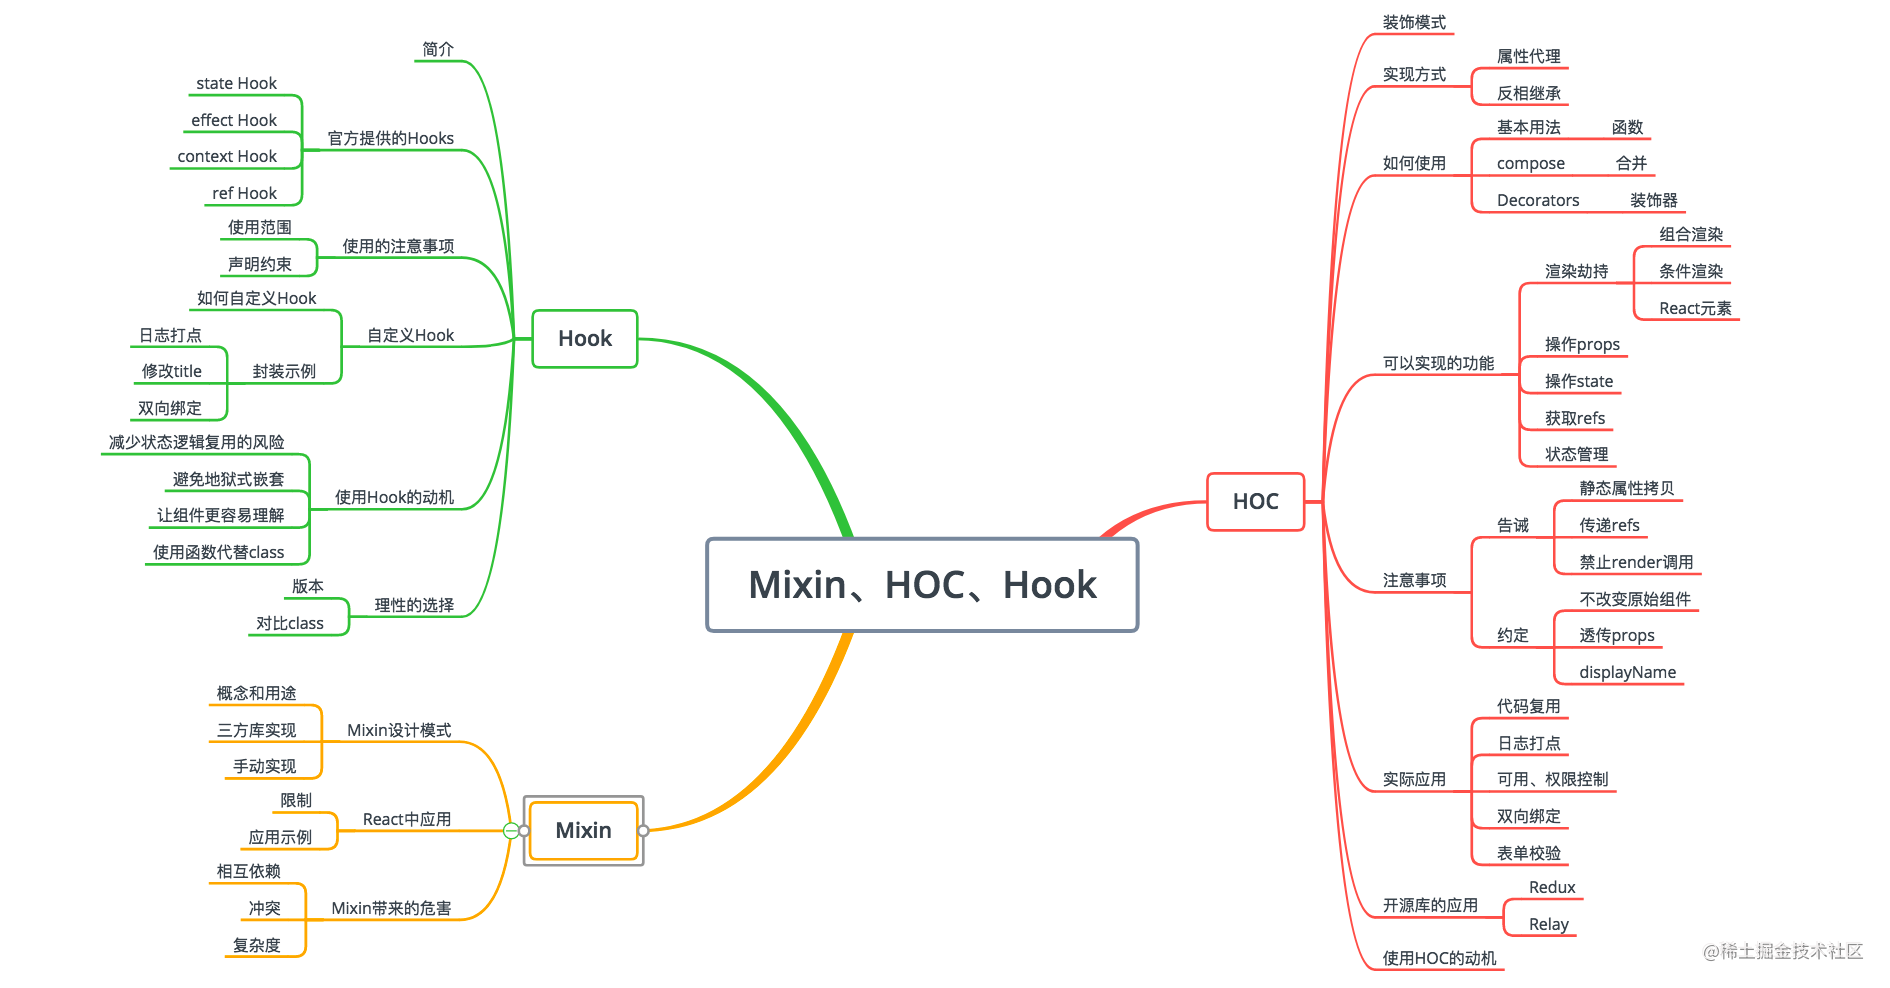 Mixin、HOC、Hook
Hook
简介
官方提供的Hooks
state Hook
effect Hook
context Hook
ref Hook
使用的注意事项
使用范围
声明约束
自定义Hook
如何自定义Hook
封装示例
日志打点
修改title
双向绑定
使用Hook的动机
减少状态逻辑复用的风险
避免地狱式嵌套
让组件更容易理解
使用函数代替class
理性的选择
版本
对比class
Mixin
Mixin设计模式
概念和用途
三方库实现
手动实现
React中应用
限制
应用示例
Mixin带来的危害
相互依赖
冲突
复杂度
HOC
装饰模式
实现方式
属性代理
反相继承
如何使用
基本用法
函数
compose
合并
Decorators
装饰器
可以实现的功能
渲染劫持
组合渲染
条件渲染
React元素
操作props
操作state
获取refs
状态管理
注意事项
告诫
静态属性拷贝
传递refs
禁止render调用
约定
不改变原始组件
透传props
displayName
实际应用
代码复用
日志打点
可用、权限控制
双向绑定
表单校验
开源库的应用
Redux
Relay
使用HOC的动机
@稀土掘金技术社区